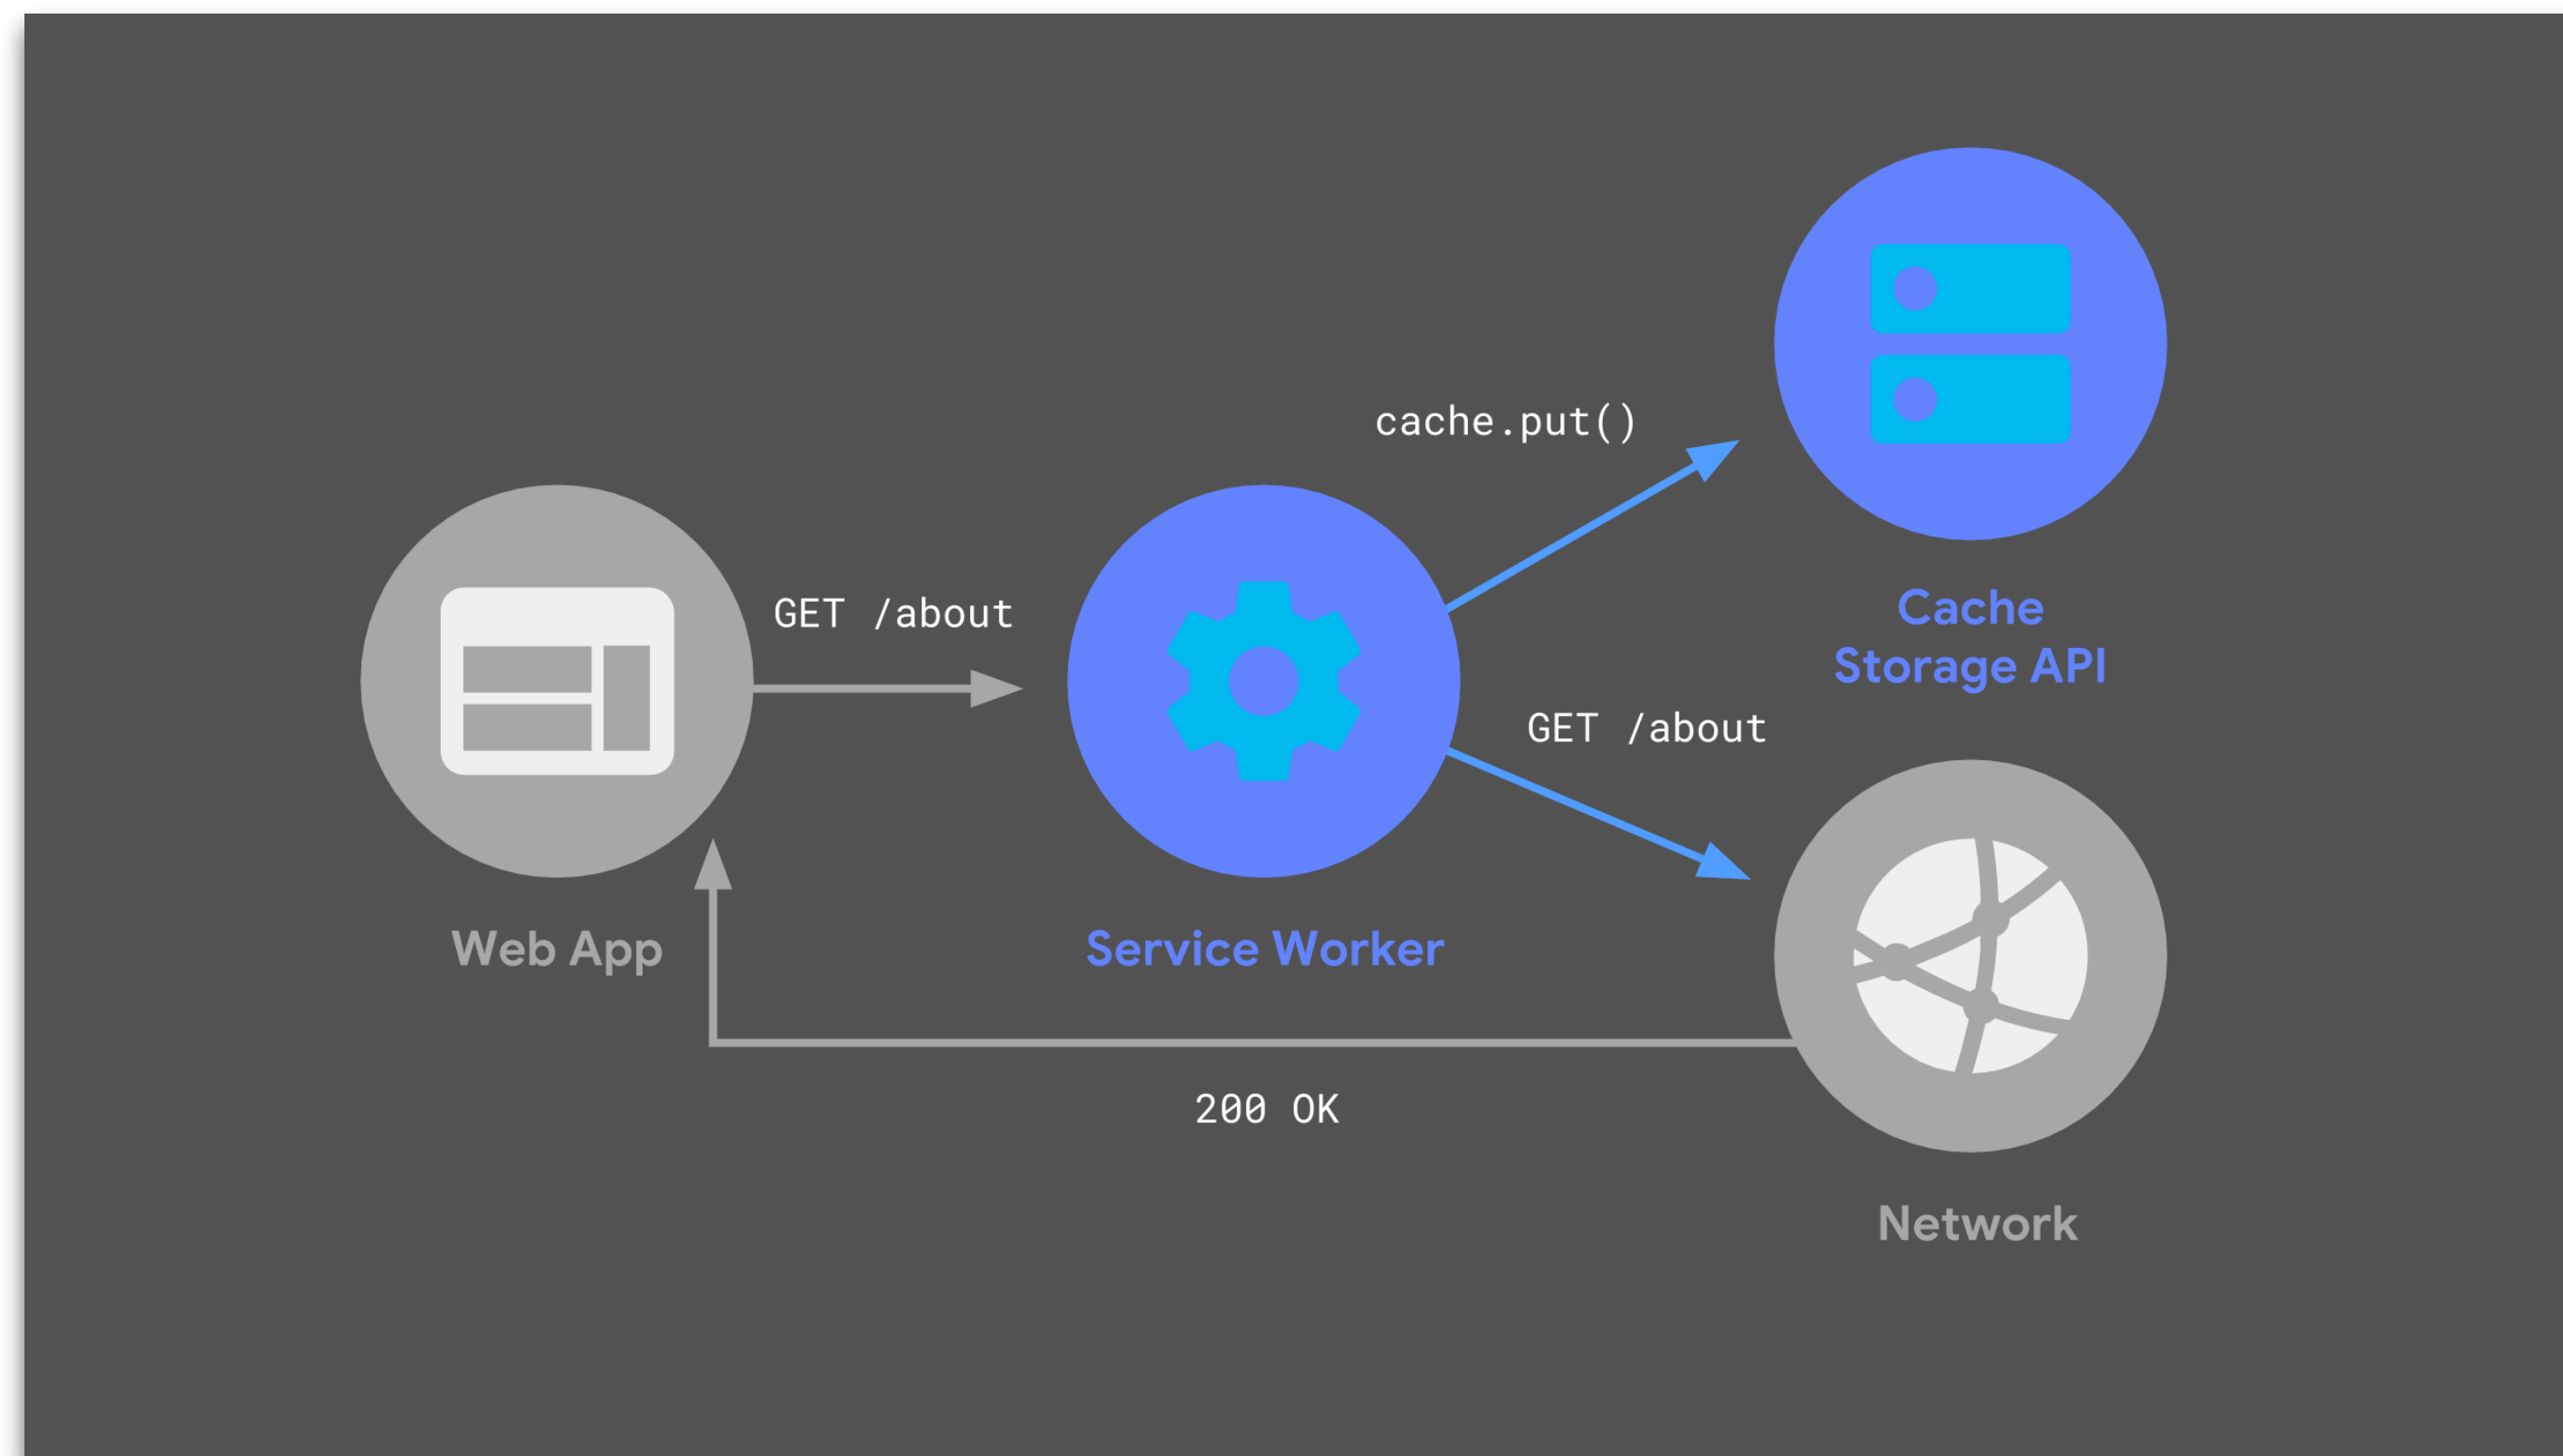 cache.put()
Cache
Storage API
GET /about
GET /about
Web App
Service Worker
200 OK
Network